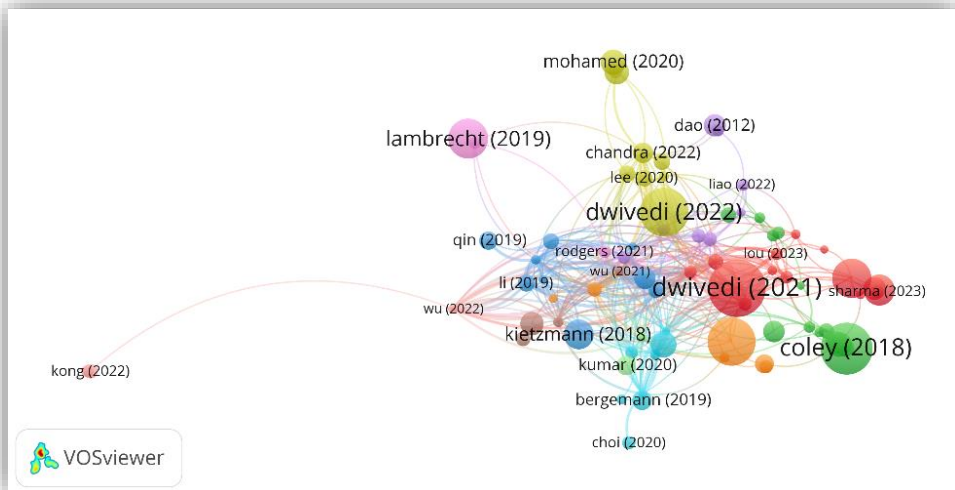 mohamed (2020)
dao (2012)
lambrecht (2019)
chandra (2022)
lee (2020)
liao (2022)
dwivedi (2022)
qin (2019)
rodgers (2021)
lou (2023)
wu (2021)
li (2019)
dwivedi (2021)
sharma (2023)
wu (2022)
kietzmann (2018)
coley (2018)
kumar (2020)
kong (2022)
bergemann (2019)
choi (2020)
VOSviewer